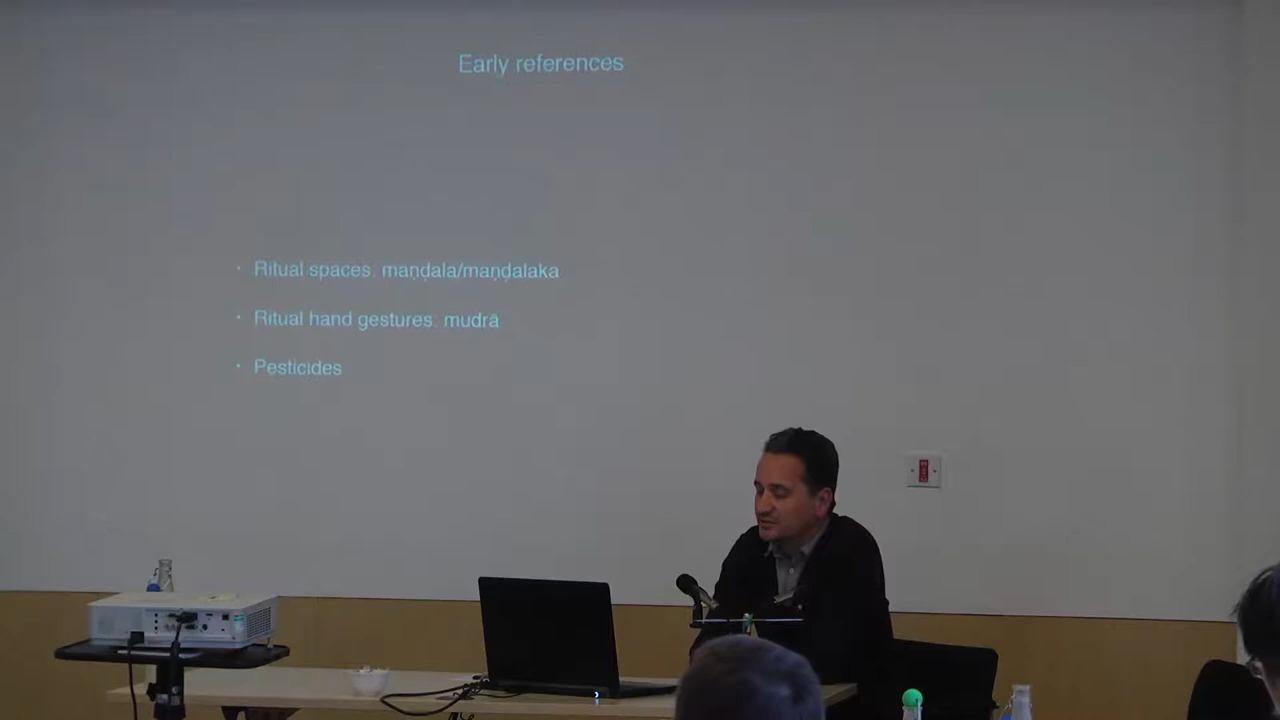 Early references
· Ritual spaces: maṇḍala/maṇḍalaka
· Ritual hand gestures: mudrā
· Pesticides